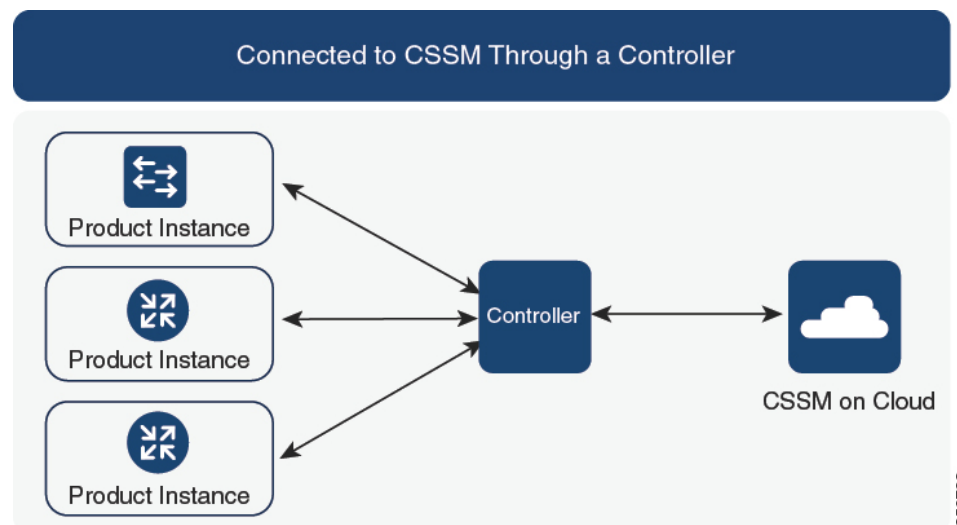 Connected to CSSM Through a Controller
Product Instance
Product Instance
Product Instance
Controller
CSSM on Cloud